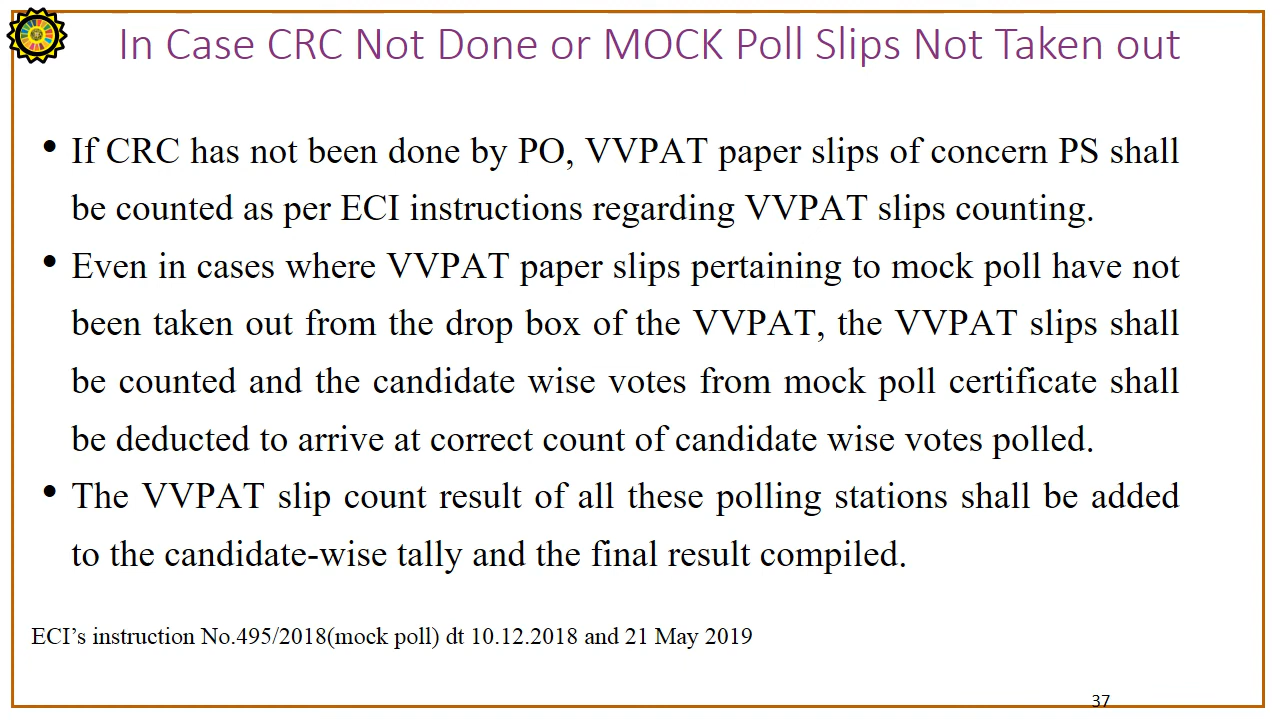 In Case CRC Not Done or MOCK Poll Slips Not Taken out
• If CRC has not been done by PO, VVPAT paper slips of concern PS shall
be counted as per ECI instructions regarding VVPAT slips counting.
• Even in cases where VVPAT paper slips pertaining to mock poll have not
been taken out from the drop box of the VVPAT, the VVPAT slips shall
be counted and the candidate wise votes from mock poll certificate shall
be deducted to arrive at correct count of candidate wise votes polled.
• The VVPAT slip count result of all these polling stations shall be added
to the candidate-wise tally and the final result compiled.
ECI’s instruction No.495/2018(mock poll) dt 10.12.2018 and 21 May 2019
37